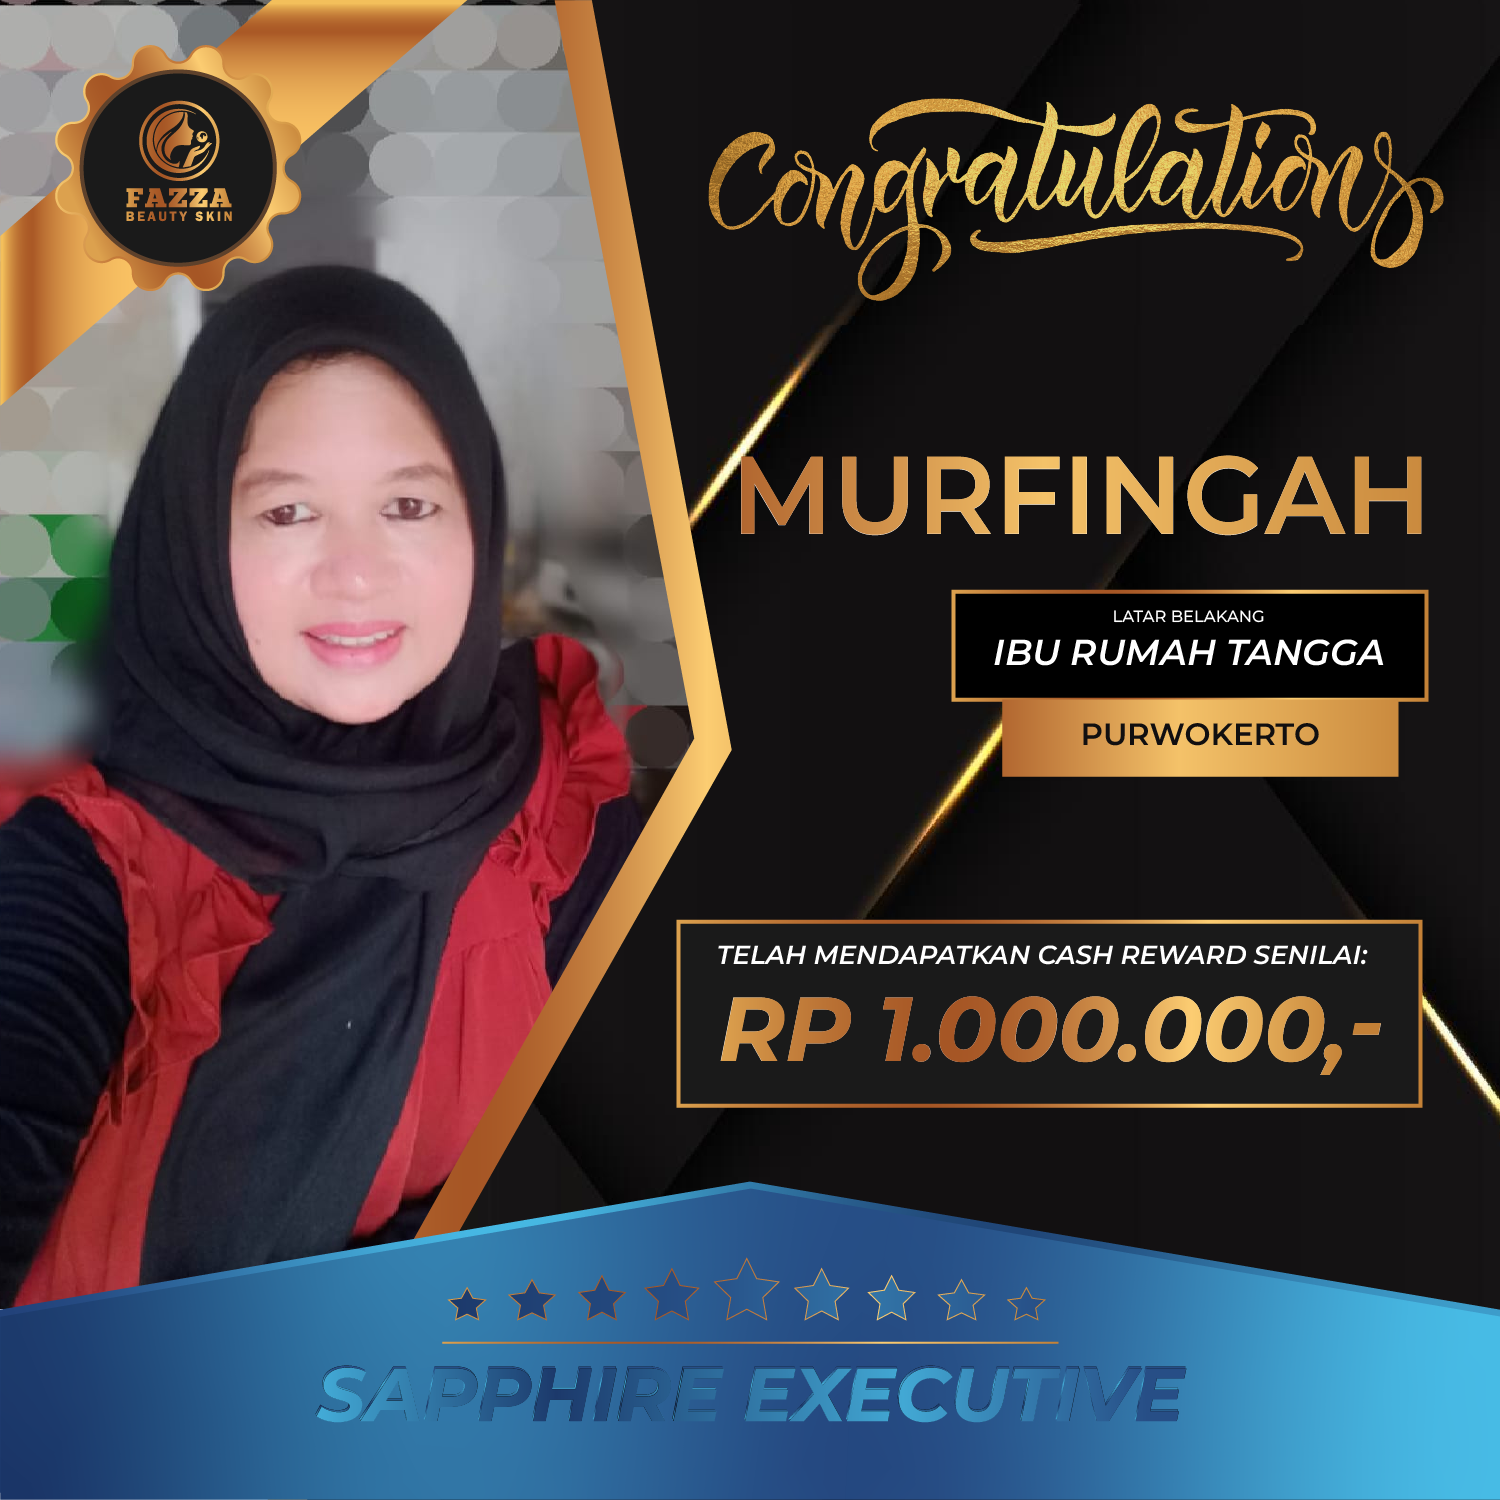 FAZZA
BEAUTY SKIN
Congratulations
MURFINGAH
LATAR BELAKANG
IBU RUMAH TANGGA
PURWOKERTO
TELAH MENDAPATKAN CASH REWARD SENILAI:
RP 1.000.000,-
SAPPHIRE EXECUTIVE